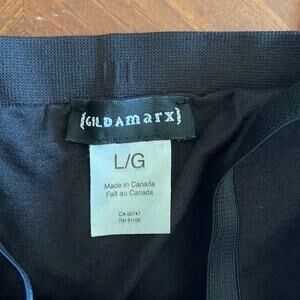 {GILDAmarx}
L/G
Made in Canada
Fait au Canada
CA 00747
RN 91106